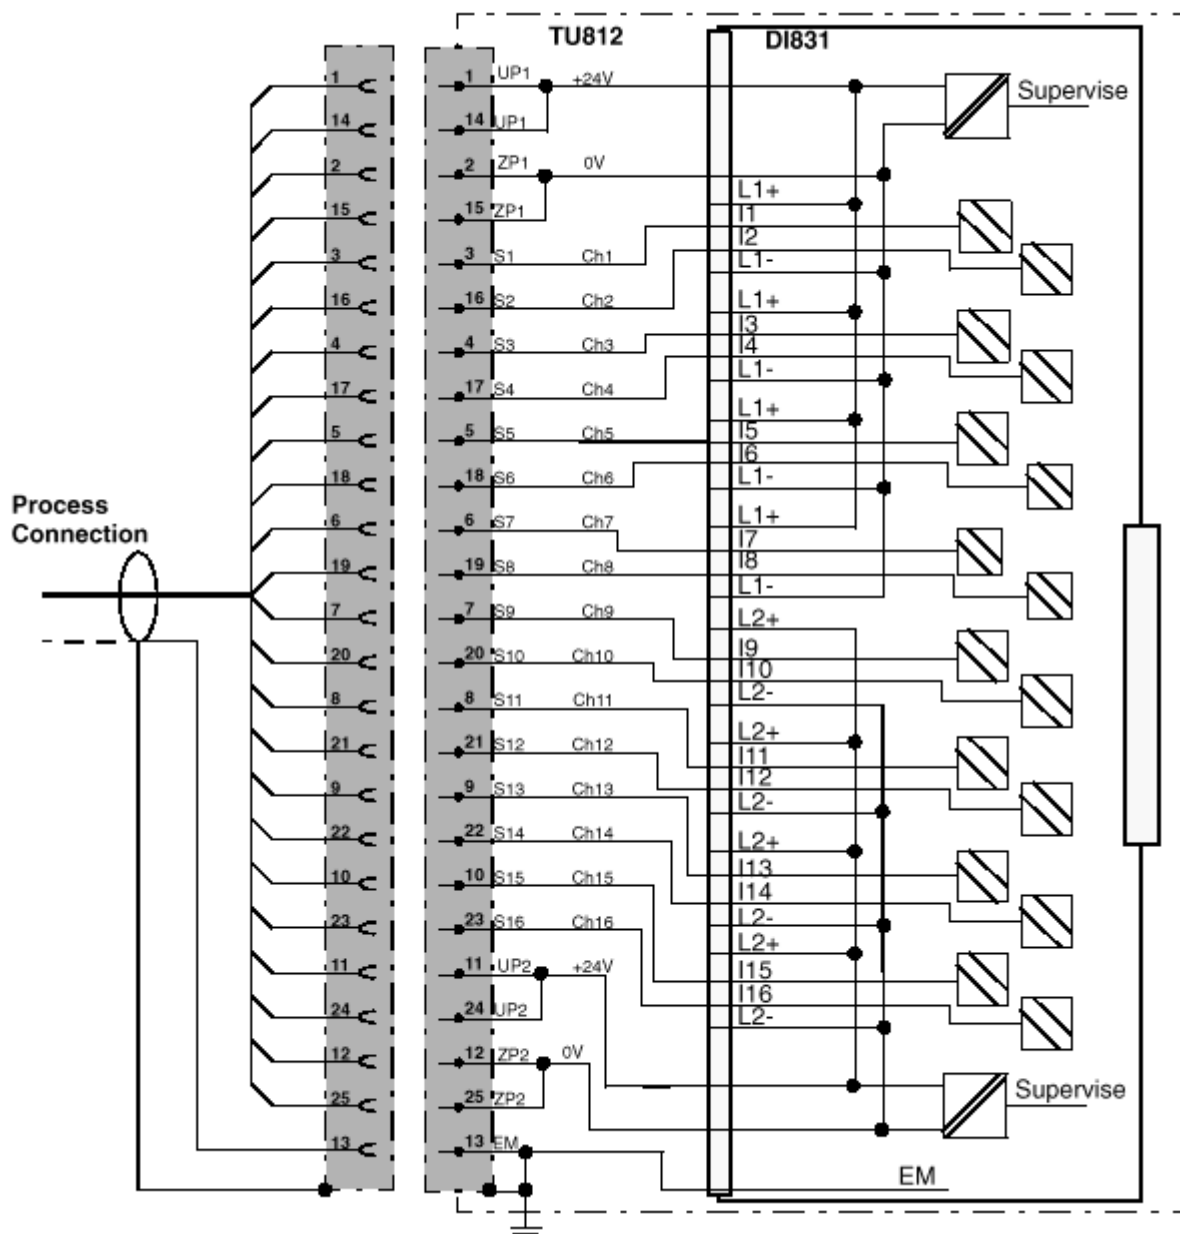 TU812 DI831
1 1 UP1 +24V Supervise
14 14 UP1
2 2 ZP1 0V
L1+
15 15 ZP1 I1
I2
3 3 S1 Ch1 L1-
16 16 S2 Ch2 L1+
I3
4 4 S3 Ch3 I4
L1-
17 17 S4 Ch4
L1+
5 5 S5 Ch5 I5
I6
18 18 S6 Ch6 L1-
Process
Connection
L1+
6 6 S7 Ch7 I7
I8
19 19 S8 Ch8 L1-
7 7 S9 Ch9 L2+
I9
20 20 S10 Ch10 I10
L2-
8 8 S11 Ch11
L2+
21 21 S12 Ch12 I11
I12
9 9 S13 Ch13 L2-
22 22 S14 Ch14 L2+
I13
10 10 S15 Ch15 I14
23 23 S16 Ch16 L2-
L2+
11 11 UP2 +24V I15
I16
24 24 UP2 L2-
12 12 ZP2 0V
25 25 ZP2 Supervise
13 13 EM
EM